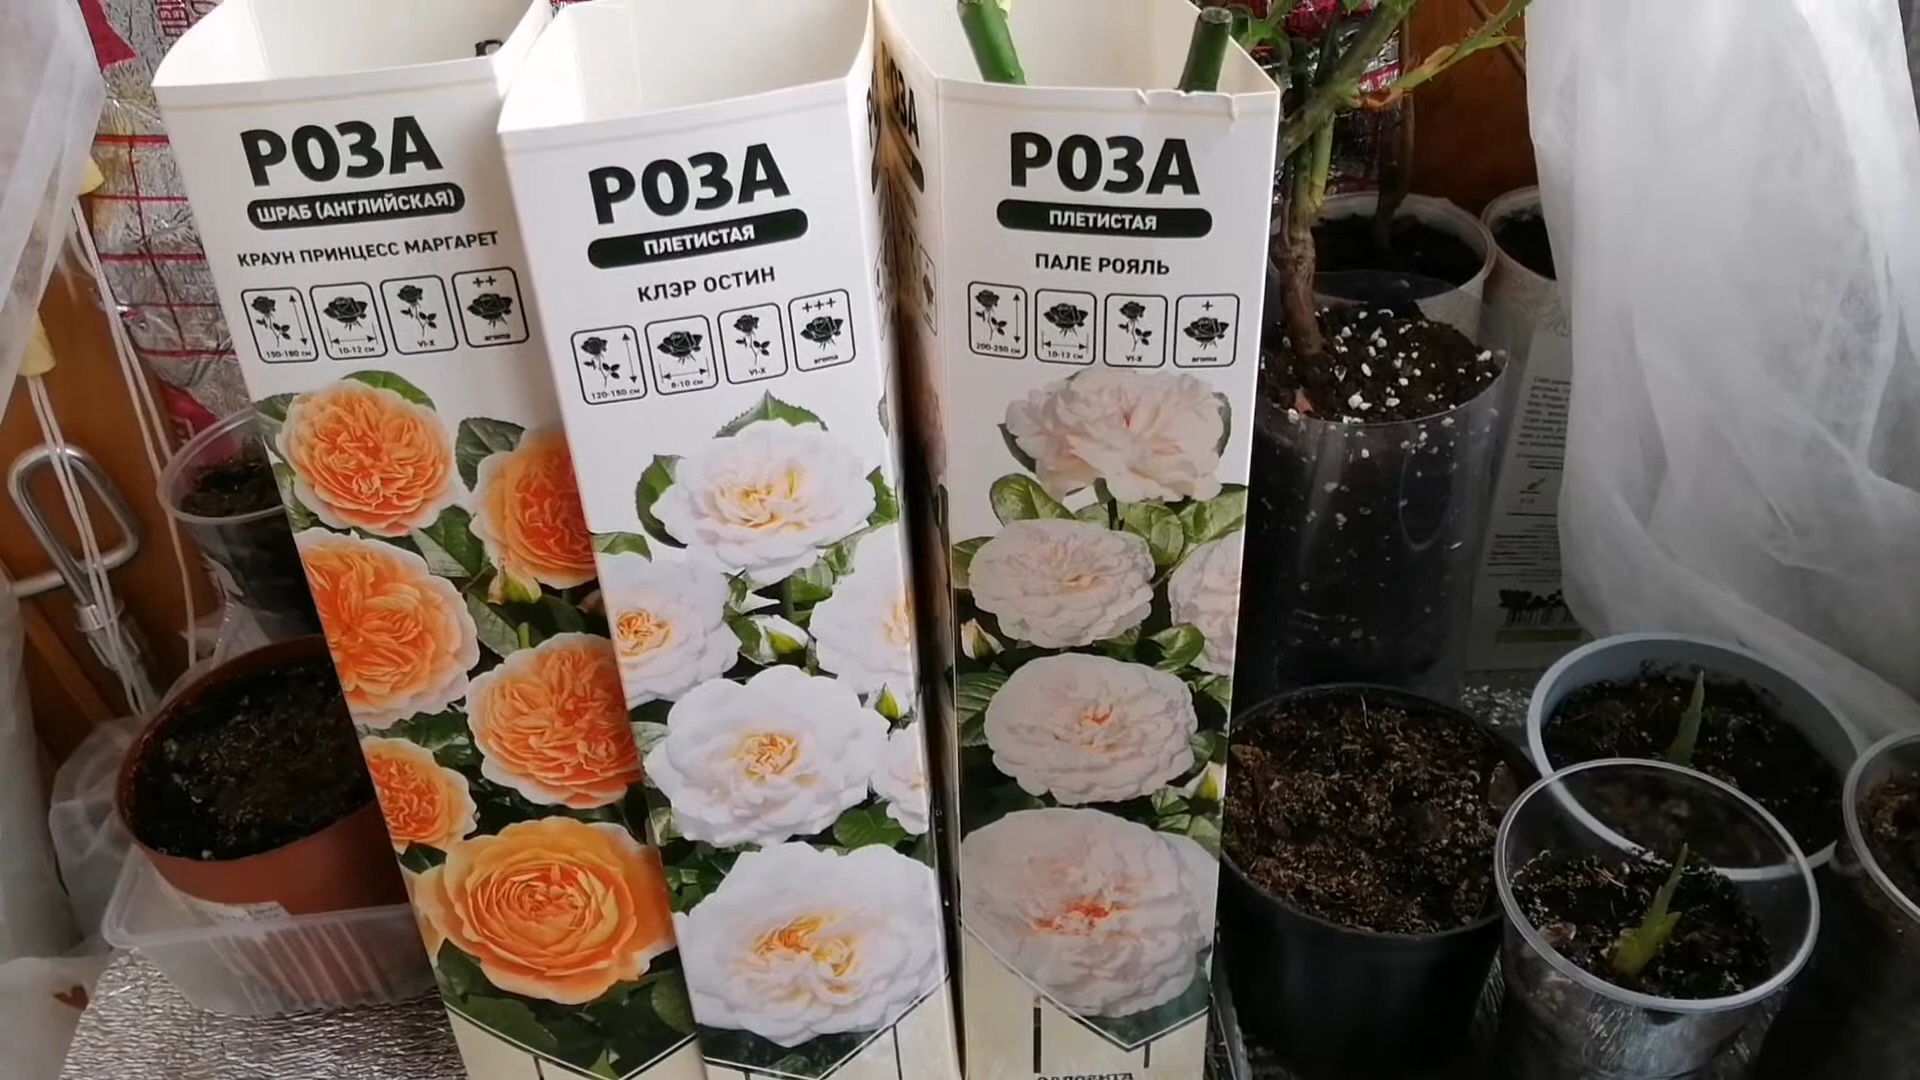 РОЗА
ШРАБ (АНГЛИЙСКАЯ)
КРАУН ПРИНЦЕСС МАРГАРЕТ
++
150-180 см
10-12 см
VI-X
aroma
РОЗА
ПЛЕТИСТАЯ
КЛЭР ОСТИН
+++
120-150 см
8-10 см
VI-X
aroma
РОЗА
ПЛЕТИСТАЯ
ПАЛЕ РОЯЛЬ
+
200-250 см
10-12 см
VI-X
aroma